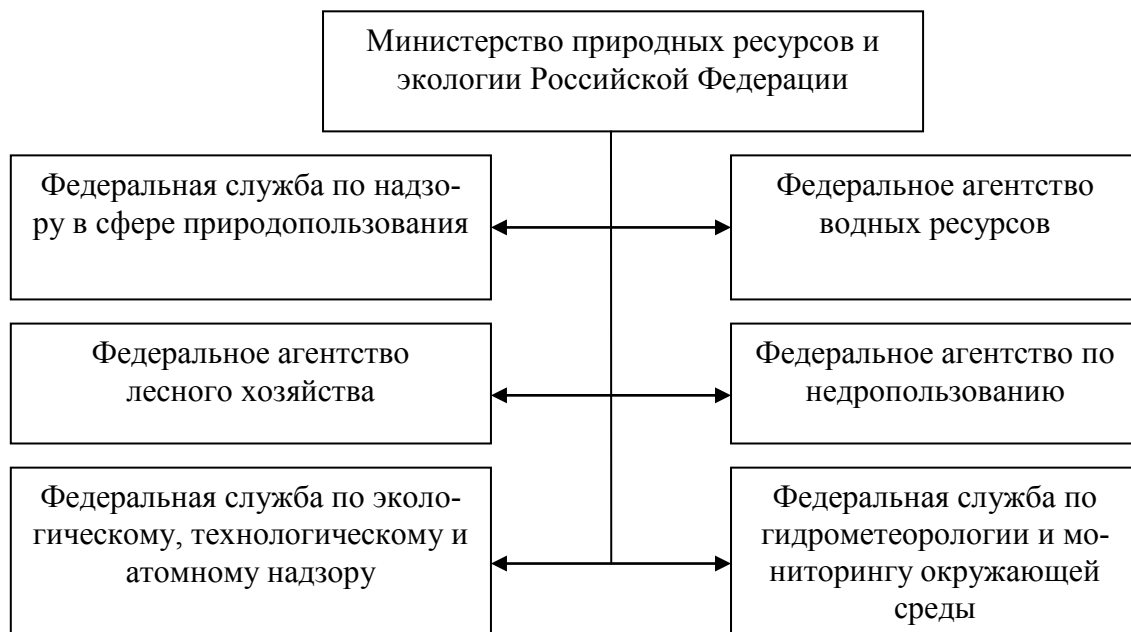 Министерство природных ресурсов и
экологии Российской Федерации
Федеральная служба по надзо-
ру в сфере природопользования
Федеральное агентство
водных ресурсов
Федеральное агентство
лесного хозяйства
Федеральное агентство по
недропользованию
Федеральная служба по эколо-
гическому, технологическому и
атомному надзору
Федеральная служба по
гидрометеорологии и мо-
ниторингу окружающей
среды